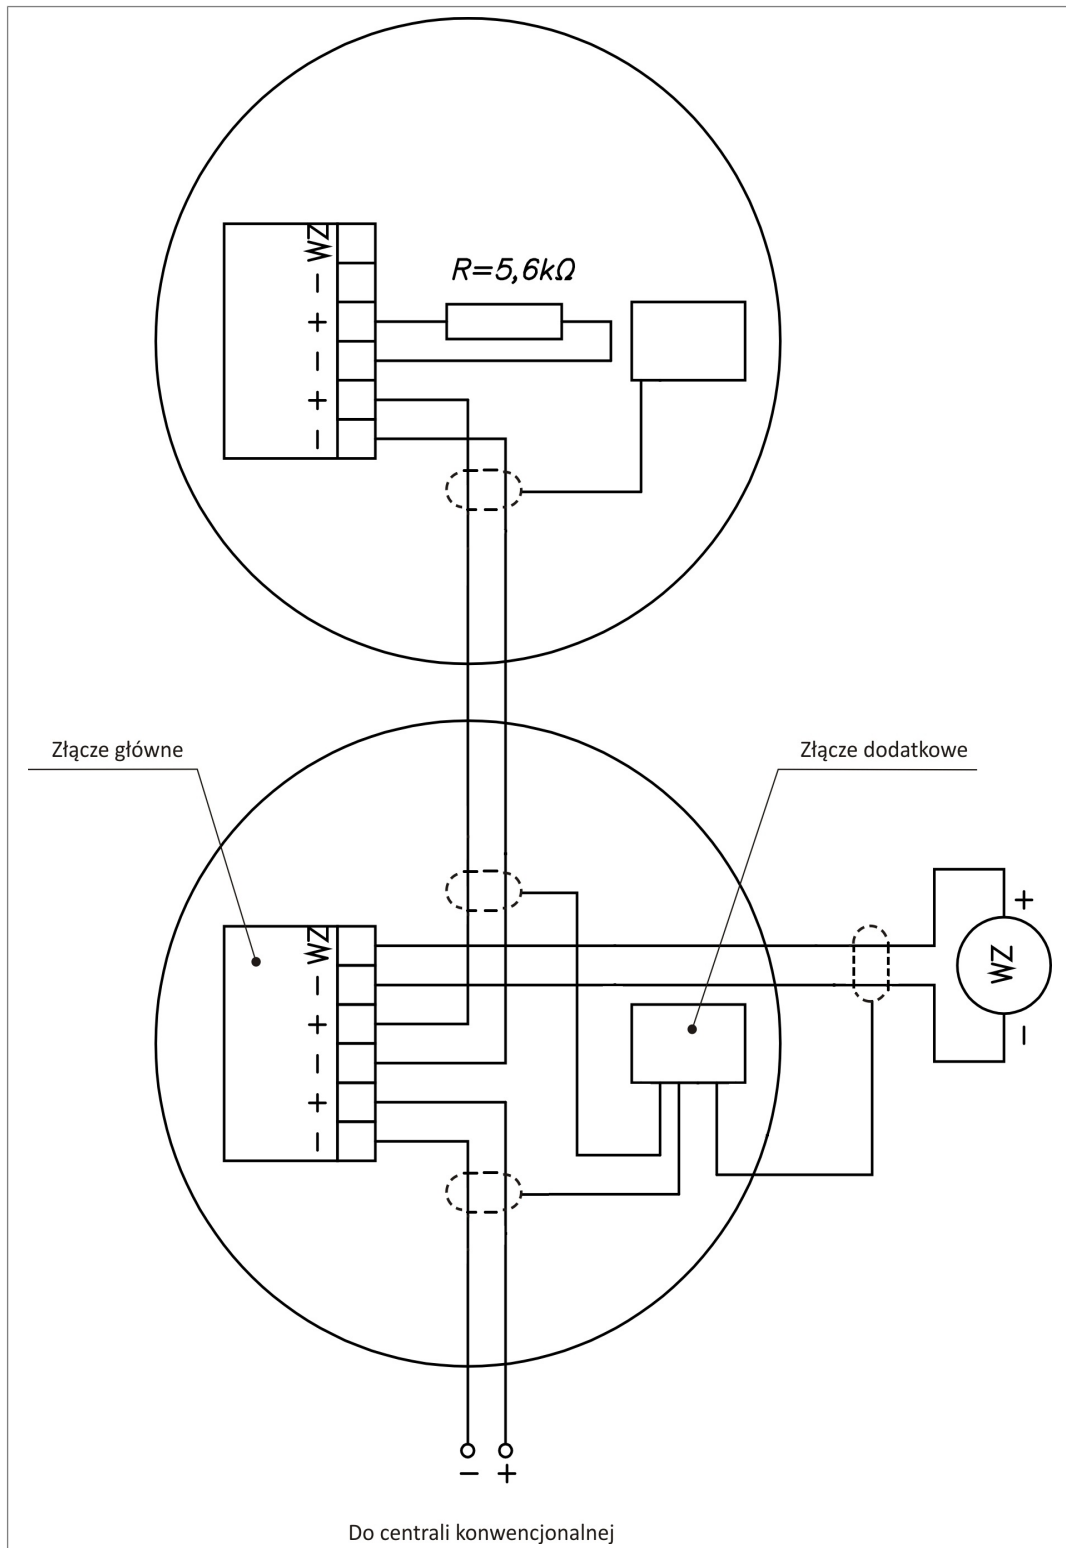 WZ
−
+
−
+
−
R=5,6kΩ
Złącze główne
Złącze dodatkowe
WZ
−
+
−
+
−
+
WZ
−
− +
Do centrali konwencjonalnej